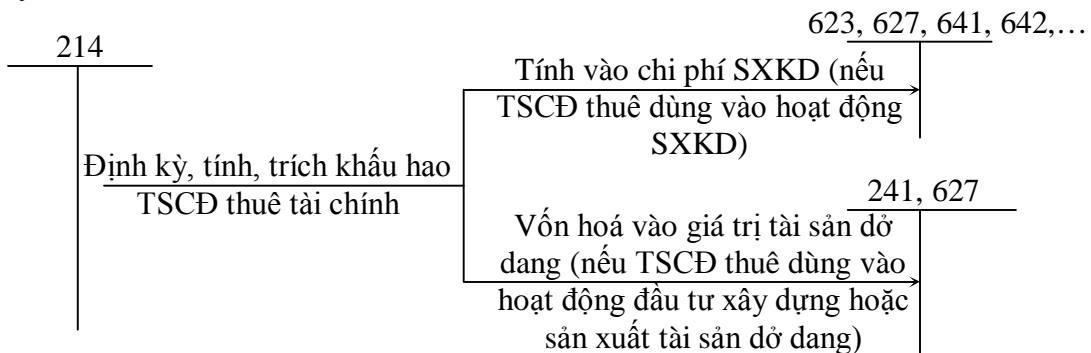 214
Định kỳ, tính, trích khấu hao
TSCĐ thuê tài chính
623, 627, 641, 642,…
Tính vào chi phí SXKD (nếu
TSCĐ thuê dùng vào hoạt động
SXKD)
241, 627
Vốn hoá vào giá trị tài sản dở
dang (nếu TSCĐ thuê dùng vào
hoạt động đầu tư xây dựng hoặc
sản xuất tài sản dở dang)